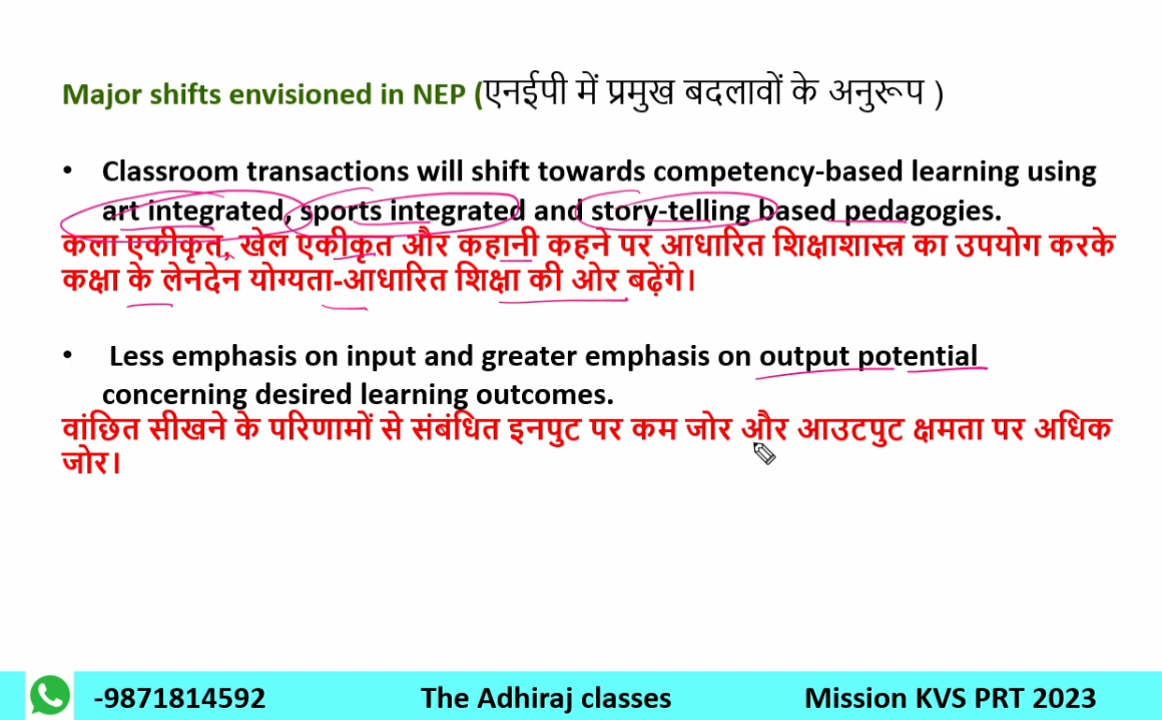 Major shifts envisioned in NEP (एनईपी में प्रमुख बदलावों के अनुरूप )
• Classroom transactions will shift towards competency-based learning using
art integrated, sports integrated and story-telling based pedagogies.
कला एकीकृत, खेल एकीकृत और कहानी कहने पर आधारित शिक्षाशास्त्र का उपयोग करके
कक्षा के लेनदेन योग्यता-आधारित शिक्षा की ओर बढ़ेंगे।
• Less emphasis on input and greater emphasis on output potential
concerning desired learning outcomes.
वांछित सीखने के परिणामों से संबंधित इनपुट पर कम जोर और आउटपुट क्षमता पर अधिक
जोर।
-9871814592 The Adhiraj classes Mission KVS PRT 2023